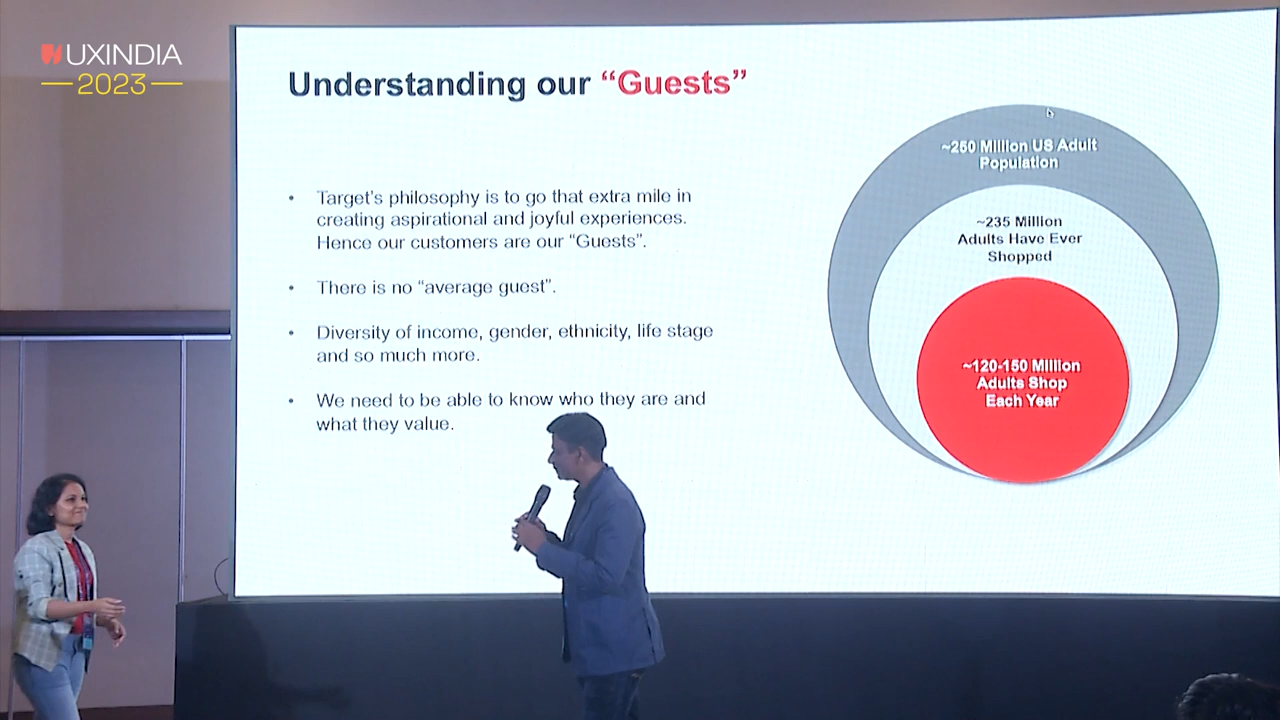 UXINDIA
2023
Understanding our “Guests”
• Target’s philosophy is to go that extra mile in
creating aspirational and joyful experiences.
Hence our customers are our “Guests”.
• There is no “average guest”.
• Diversity of income, gender, ethnicity, life stage
and so much more.
• We need to be able to know who they are and
what they value.
~250 Million US Adult
Population
~235 Million
Adults Have Ever
Shopped
~120-150 Million
Adults Shop
Each Year